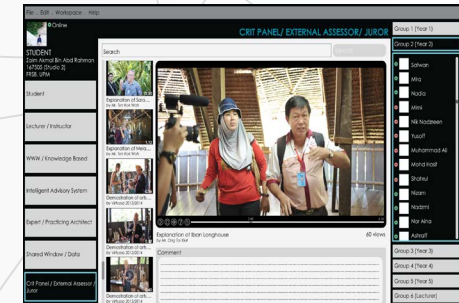 File . Edit . Workspace . Help
Online
STUDENT
Zaim Akmal Bin Abd Rahman
167500 (Studio 2)
FRSB, UPM
Student
Lecturer / Instructor
WWW / Knowledge Based
Intelligent Advisory System
Expert / Practicing Architect
Shared Window / Data
Crit Panel / External Assessor /
Juror
CRIT PANEL/ EXTERNAL ASSESSOR/ JUROR
Search
Explanation of Iban Longhouse
60 views
Comment
Group 1 (Year 1)
Group 2 (Year 2)
Safwan
Mira
Nadia
Mimi
Nik Nadzreen
Yusoff
Muhammad Ali
Mohd Hasif
Shahrul
Nizam
Nadzmi
Nor Aina
Ashraff
Group 3 (Year 3)
Group 4 (Year 4)
Group 5 (Year 5)
Group 6 (Lecturer)